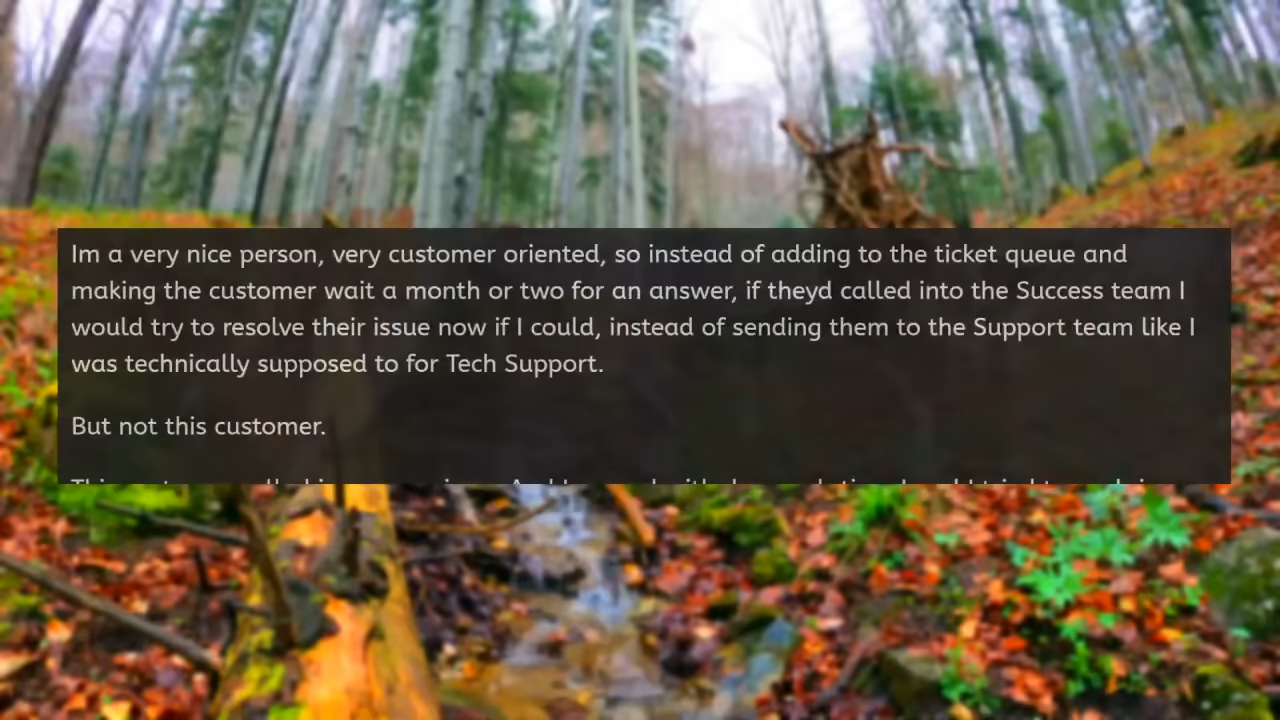 Im a very nice person, very customer oriented, so instead of adding to the ticket queue and
making the customer wait a month or two for an answer, if theyd called into the Success team I
would try to resolve their issue now if I could, instead of sending them to the Support team like I
was technically supposed to for Tech Support.
But not this customer.